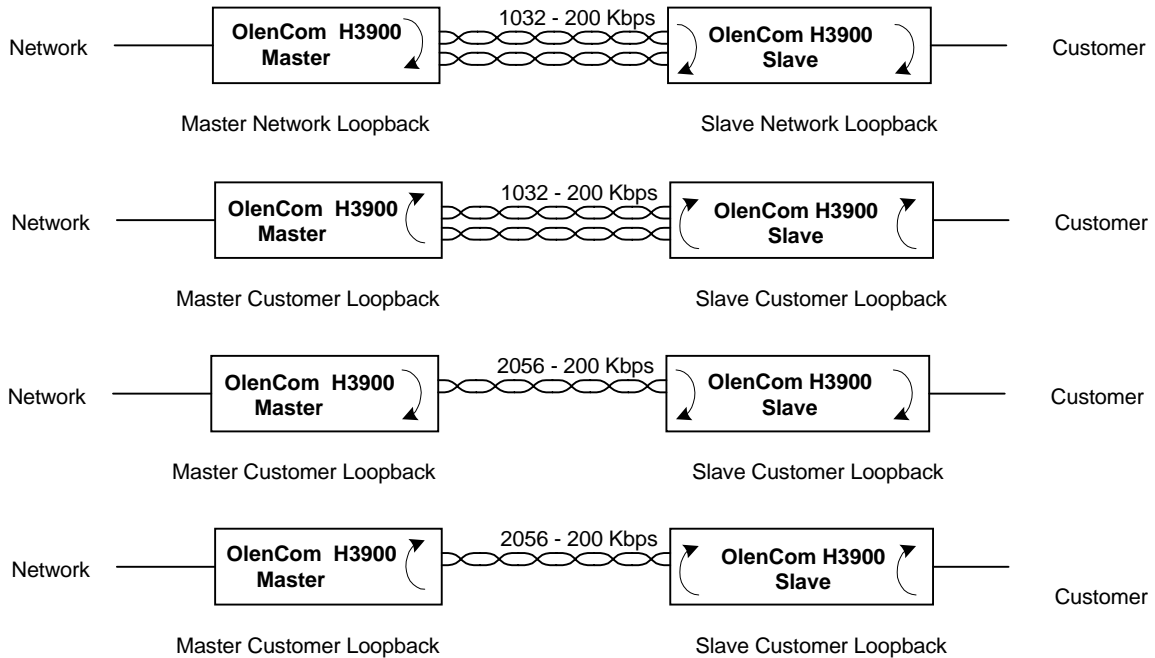 1032 - 200 Kbps
Network
OlenCom H3900
Master
OlenCom H3900
Slave
Customer
Master Network Loopback
Slave Network Loopback
1032 - 200 Kbps
Network
OlenCom H3900
Master
OlenCom H3900
Slave
Customer
Master Customer Loopback
Slave Customer Loopback
2056 - 200 Kbps
Network
OlenCom H3900
Master
OlenCom H3900
Slave
Customer
Master Customer Loopback
Slave Customer Loopback
2056 - 200 Kbps
Network
OlenCom H3900
Master
OlenCom H3900
Slave
Customer
Master Customer Loopback
Slave Customer Loopback